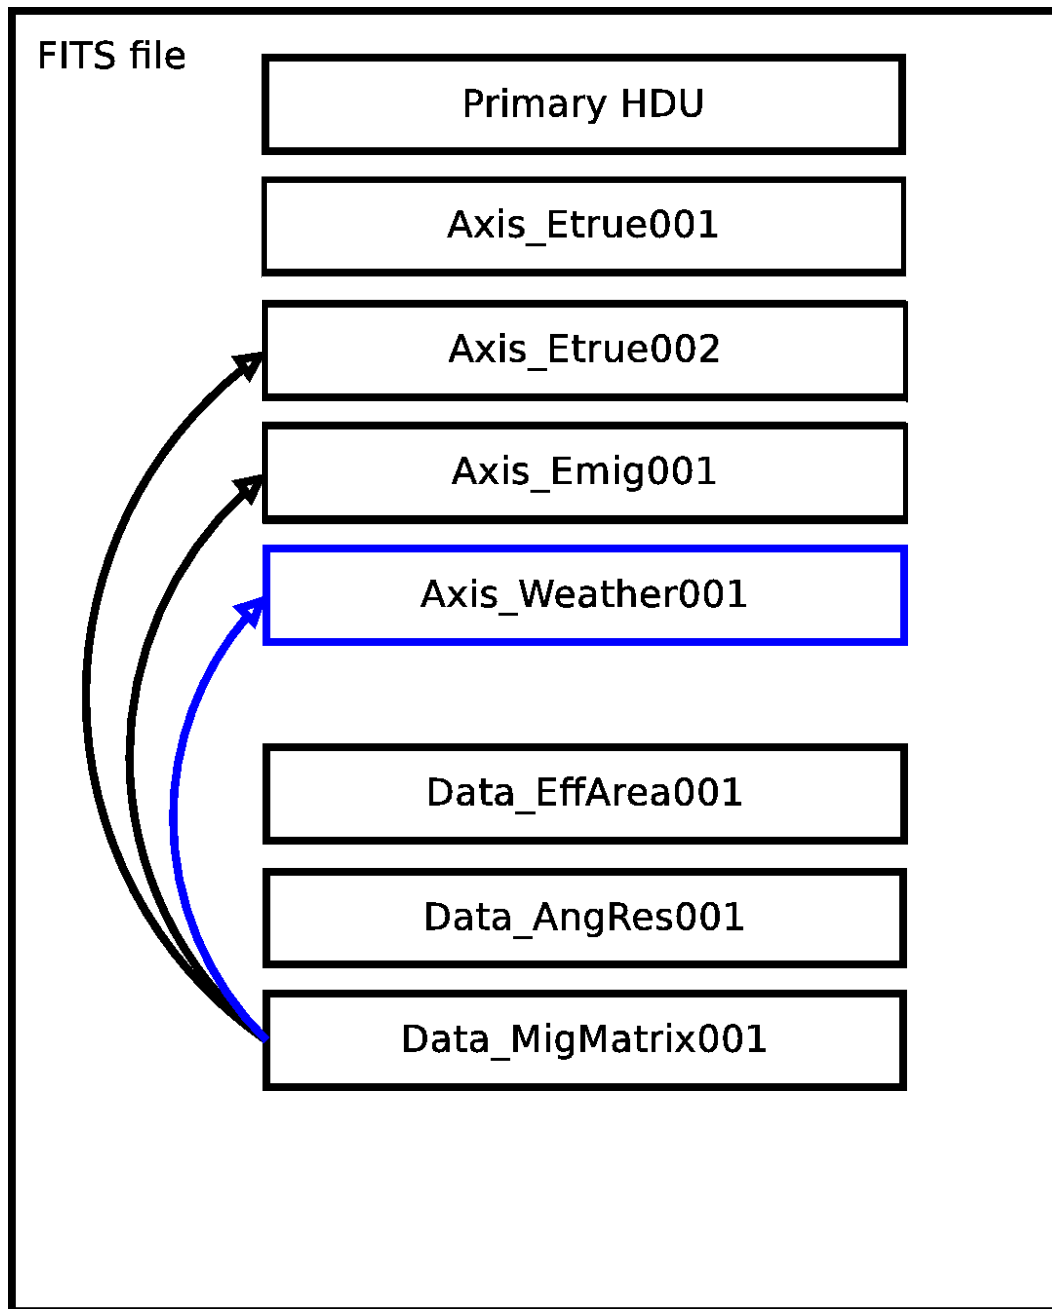 FITS file
Primary HDU
Axis_Etrue001
Axis_Etrue002
Axis_Emig001
Axis_Weather001
Data_EffArea001
Data_AngRes001
Data_MigMatrix001